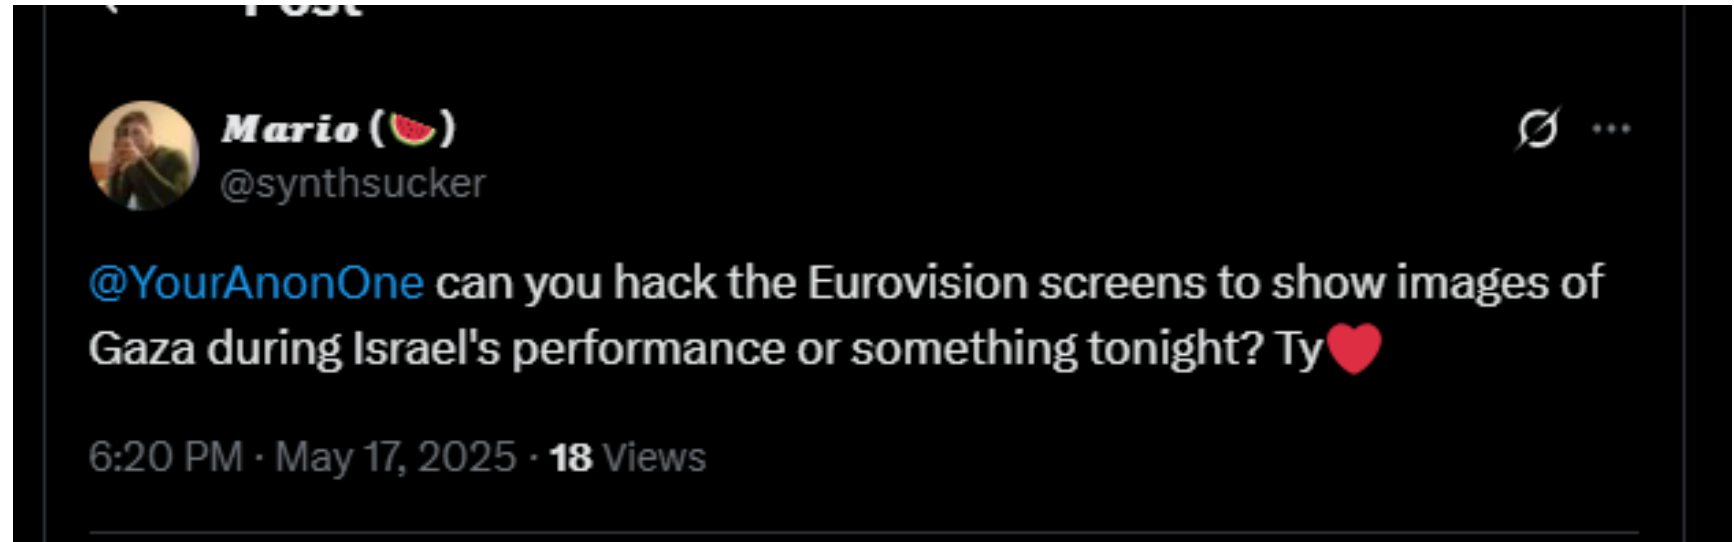 Post
Mario (🍉)
@synthsucker
@YourAnonOne can you hack the Eurovision screens to show images of
Gaza during Israel's performance or something tonight? Ty❤️
6:20 PM · May 17, 2025 · 18 Views